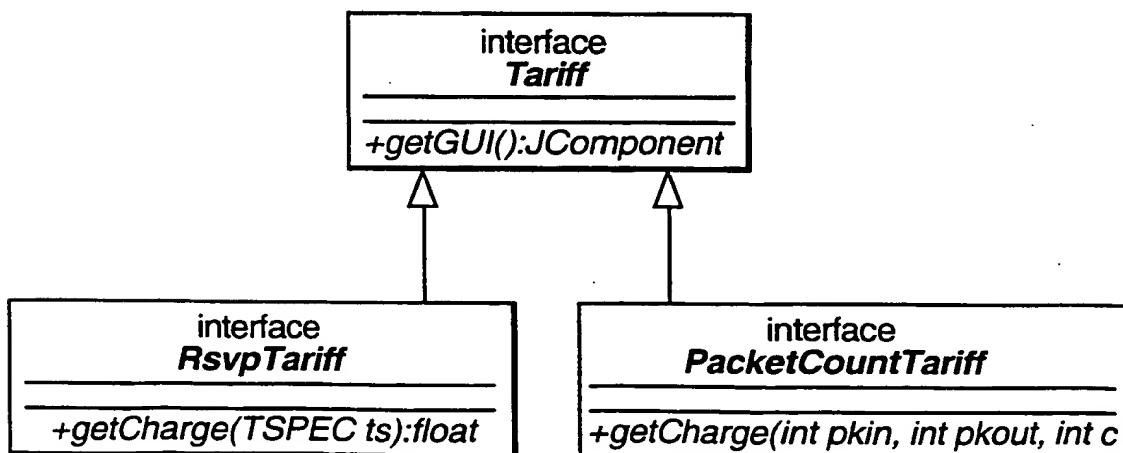 interface
Tariff
+getGUI():JComponent
interface
RsvpTariff
+getCharge(TSPEC ts):float
interface
PacketCountTariff
+getCharge(int pkin, int pkout, int c